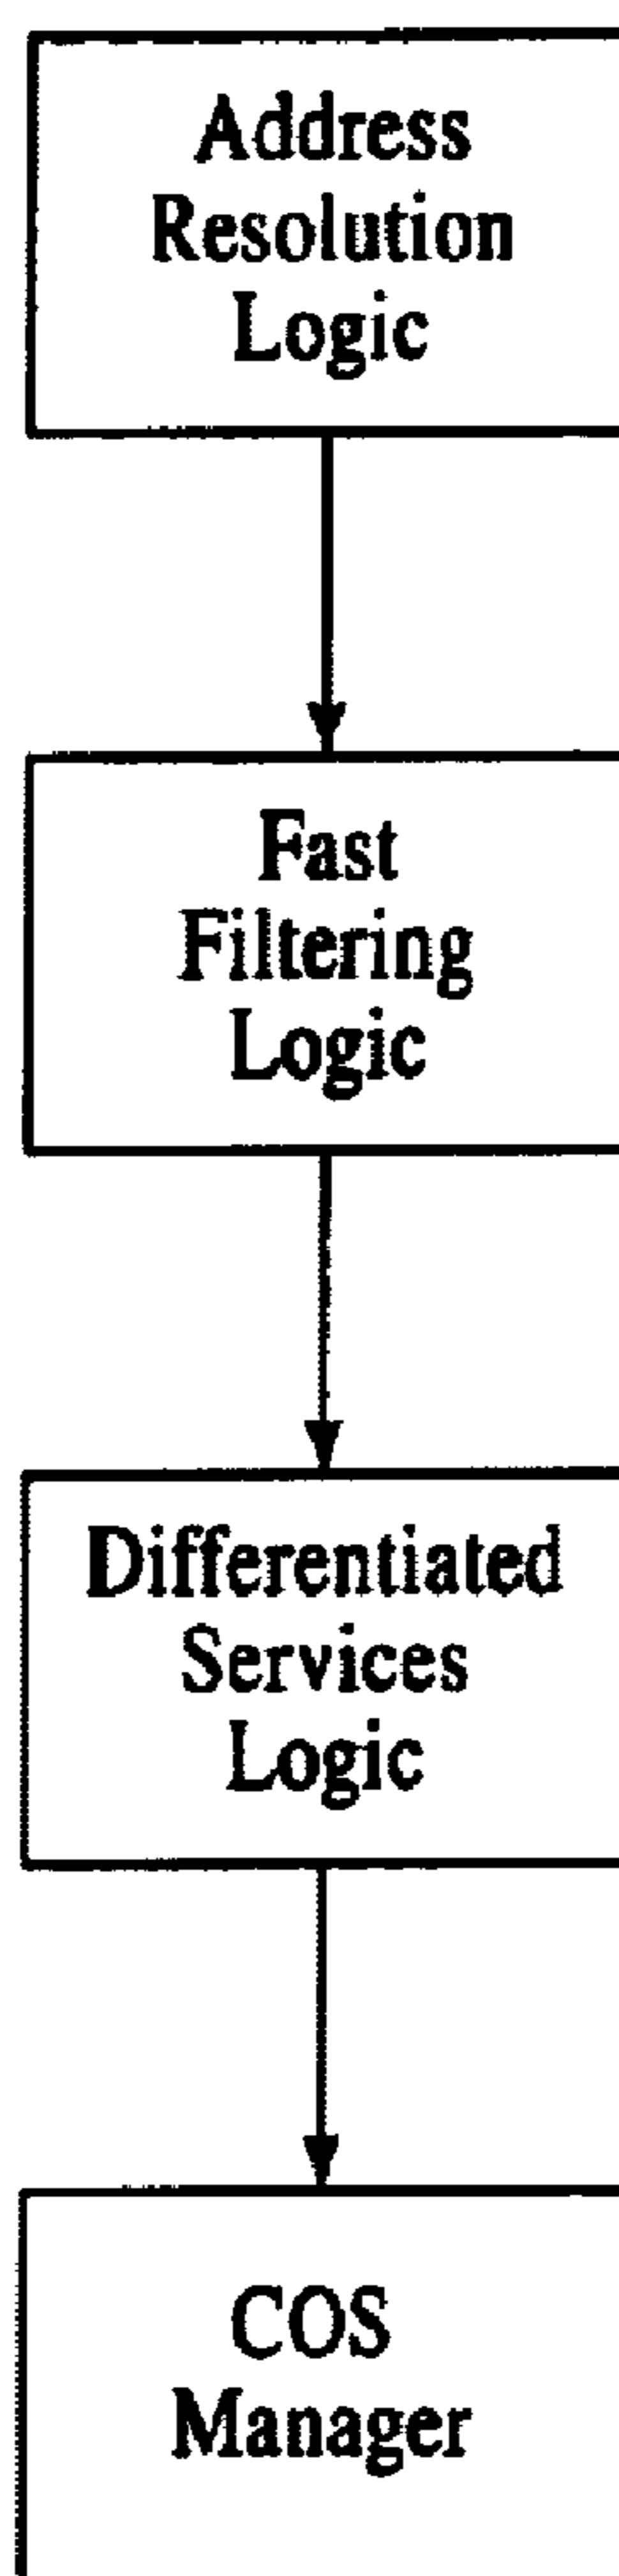 Address
Resolution
Logic
Fast
Filtering
Logic
Differentiated
Services
Logic
COS
Manager